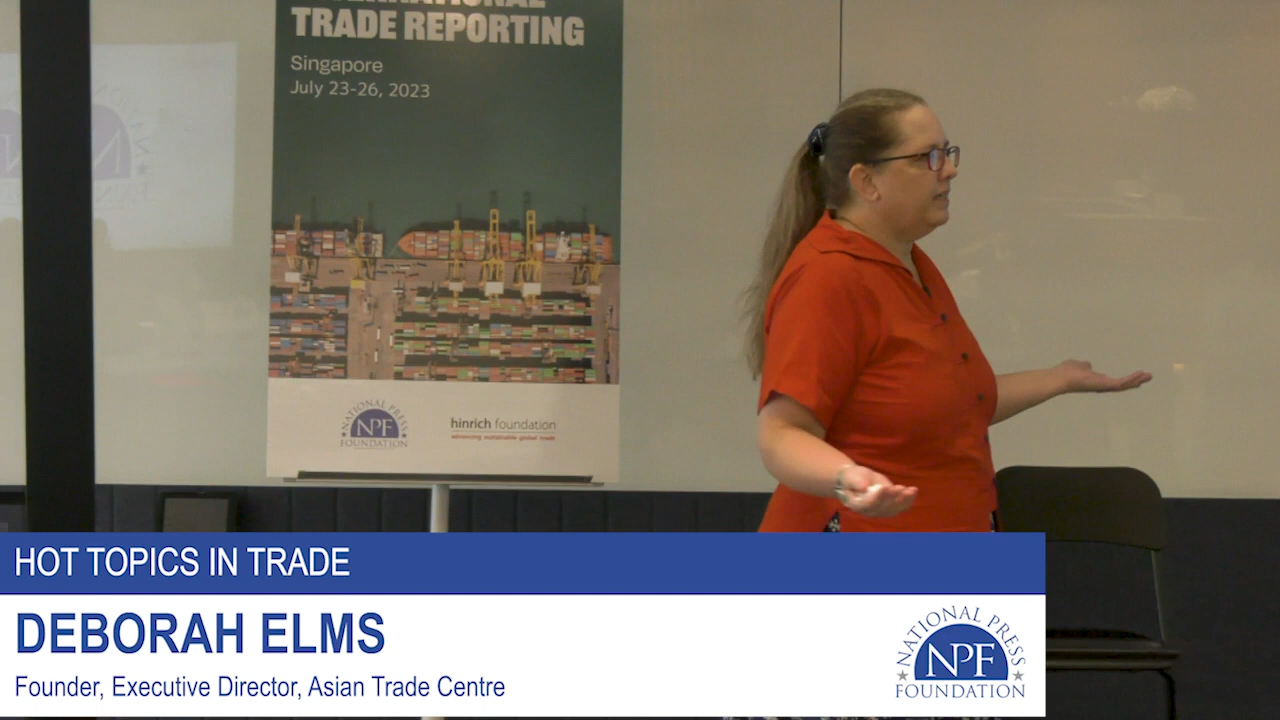 TRADE REPORTING
Singapore
July 23-26, 2023
NATIONAL PRESS
NPF
FOUNDATION
hinrich foundation
advancing sustainable global trade
HOT TOPICS IN TRADE
DEBORAH ELMS
Founder, Executive Director, Asian Trade Centre
NATIONAL PRESS
NPF
FOUNDATION